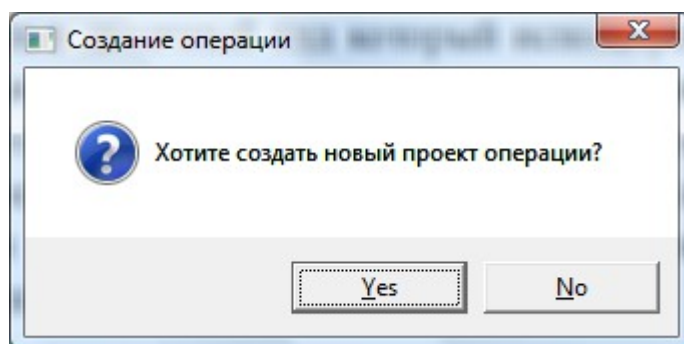 Создание операции
Хотите создать новый проект операции?
Yes
No